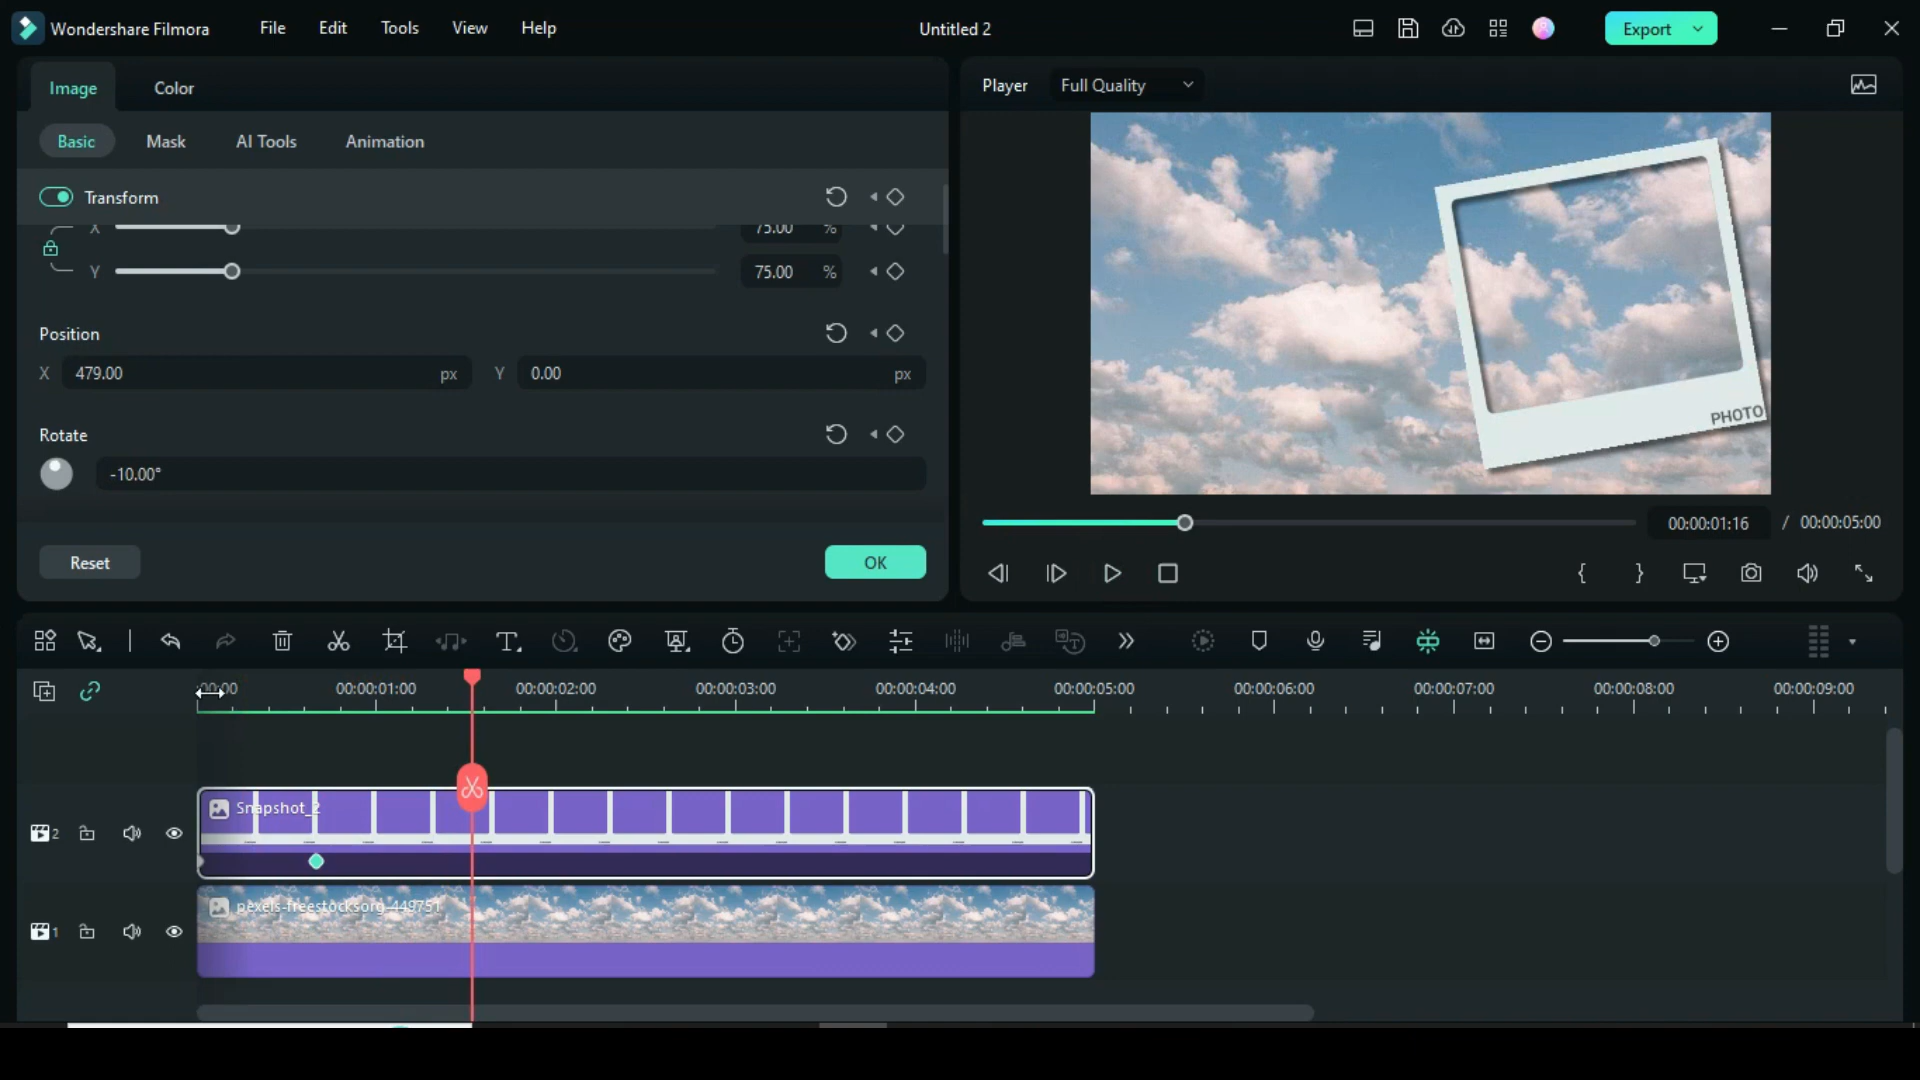 Wondershare Filmora File Edit Tools View Help Untitled 2 Export
Image Color
Player Full Quality
Basic Mask AI Tools Animation
Transform
X 75.00 %
Y 75.00 %
Position
X 479.00 px Y 0.00 px
Rotate
-10.00°
Reset OK
PHOTO
00:00:01:16 / 00:00:05:00
{ }
:00:00 00:00:01:00 00:00:02:00 00:00:03:00 00:00:04:00 00:00:05:00 00:00:06:00 00:00:07:00 00:00:08:00 00:00:09:00
Snapshot_2
2
pexels-freestocksorg-449751
1